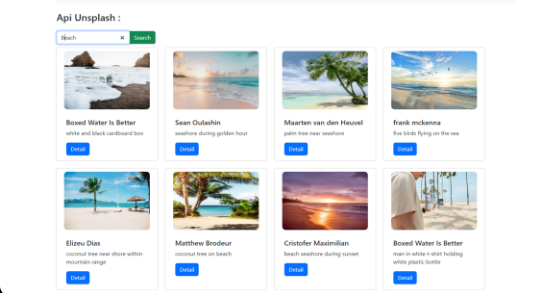 Api Unsplash :
Beach
Search
Boxed Water Is Better
white and black cardboard box
Detail
Sean Oulashin
seashore during golden hour
Detail
Maarten van den Heuvel
palm tree near seashore
Detail
frank mckenna
five birds flying on the sea
Detail
Elizeu Dias
coconut tree near shore within
mountain range
Detail
Matthew Brodeur
coconut tree on beach
Detail
Cristofer Maximilian
beach seashore during sunset
Detail
Boxed Water Is Better
man in white t-shirt holding
white plastic bottle
Detail